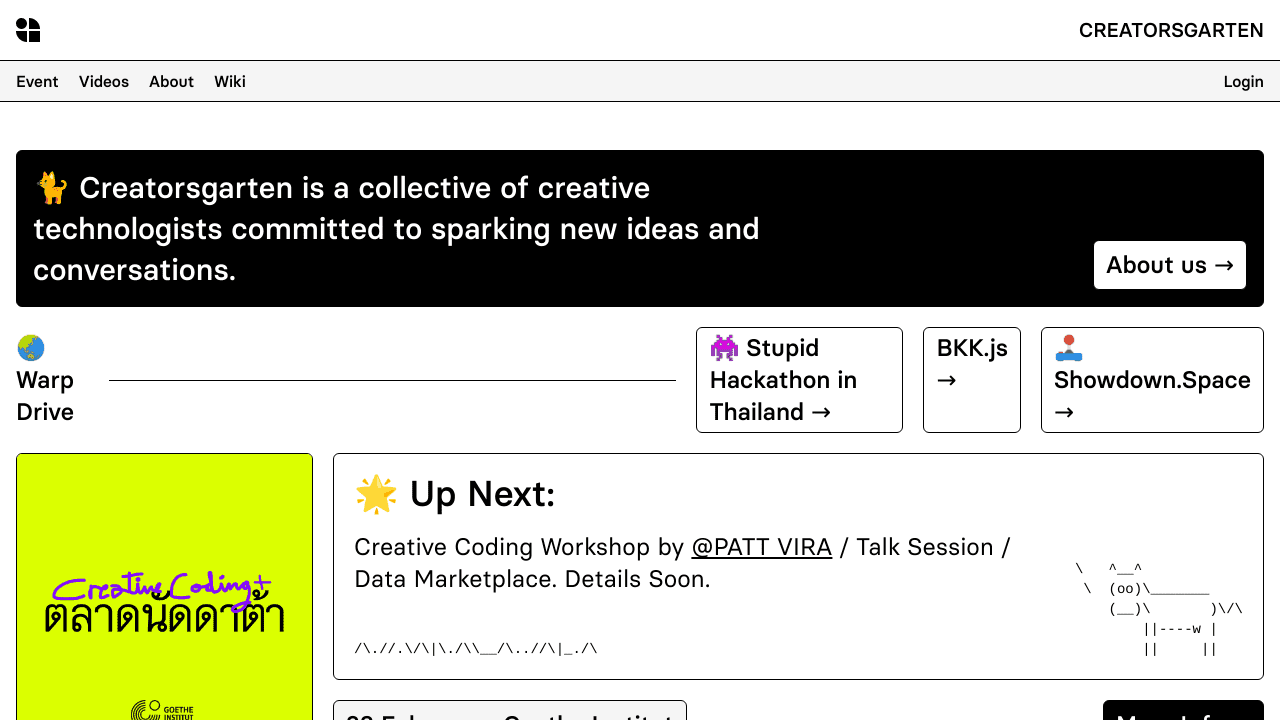 CREATORSGARTEN
Event Videos About Wiki Login
🐈 Creatorsgarten is a collective of creative
technologists committed to sparking new ideas and
conversations.
About us →
🌏
Warp
Drive
👾 Stupid
Hackathon in
Thailand →
BKK.js
→
🕹️
Showdown.Space
→
Creative Coding+
ตลาดนัดดาต้า
GOETHE
INSTITUT
🌟 Up Next:
Creative Coding Workshop by @PATT VIRA / Talk Session /
Data Marketplace. Details Soon.
\   ^__^
 \  (oo)\_______
    (__)\       )\/\
        ||----w |
        ||     ||
/\.//.\/\|\./\\__/\..//\|_./\